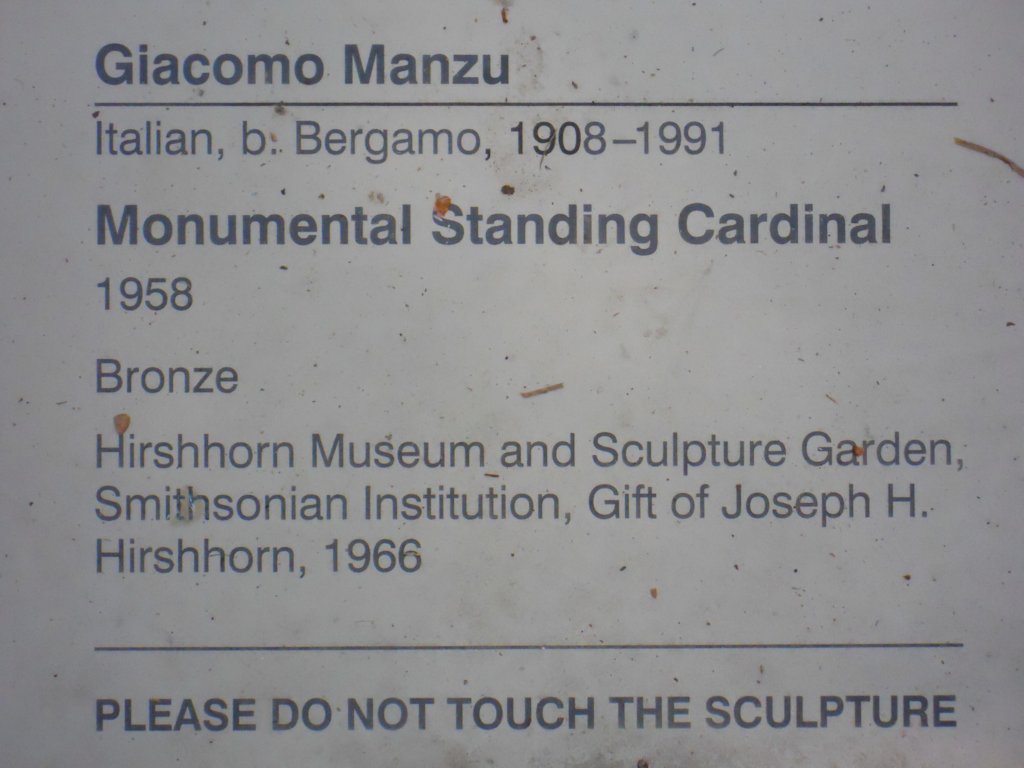 Giacomo Manzu
Italian, b. Bergamo, 1908–1991
Monumental Standing Cardinal
1958
Bronze
Hirshhorn Museum and Sculpture Garden,
Smithsonian Institution, Gift of Joseph H.
Hirshhorn, 1966
PLEASE DO NOT TOUCH THE SCULPTURE